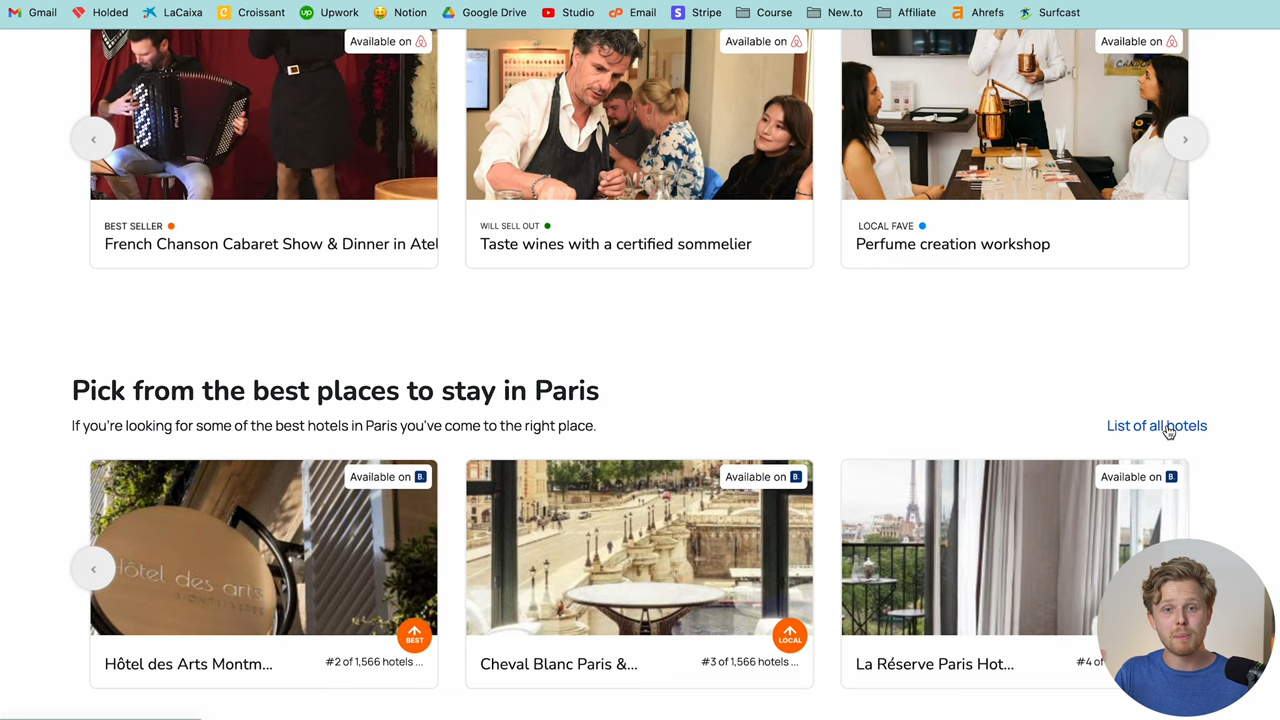 Gmail Holded LaCaixa Croissant Upwork Notion Google Drive Studio Email Stripe Course New.to Affiliate Ahrefs Surfcast
Available on
Available on
Available on
BEST SELLER
French Chanson Cabaret Show & Dinner in Atel
WILL SELL OUT
Taste wines with a certified sommelier
LOCAL FAVE
Perfume creation workshop
Pick from the best places to stay in Paris
If you're looking for some of the best hotels in Paris you've come to the right place.
List of all hotels
Available on B.
Available on B.
Available on B.
Hôtel des arts
BEST
LOCAL
Hôtel des Arts Montm...
#2 of 1,566 hotels ...
Cheval Blanc Paris &...
#3 of 1,566 hotels ...
La Réserve Paris Hot...
#4 of